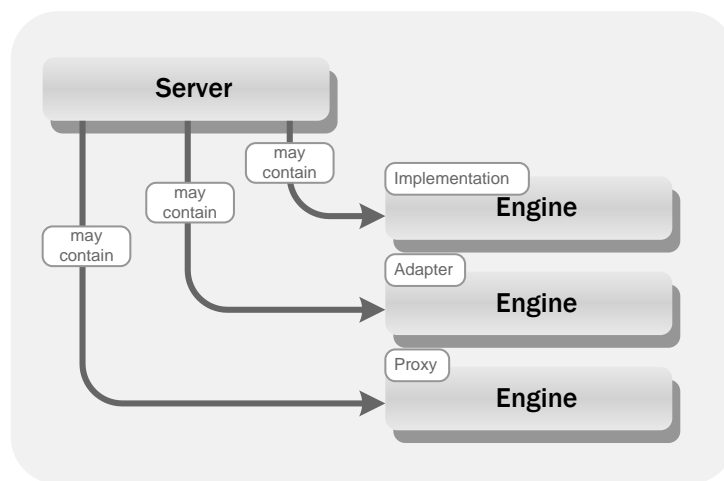 Server
may
contain
Implementation
Engine
may
contain
Adapter
Engine
may
contain
Proxy
Engine